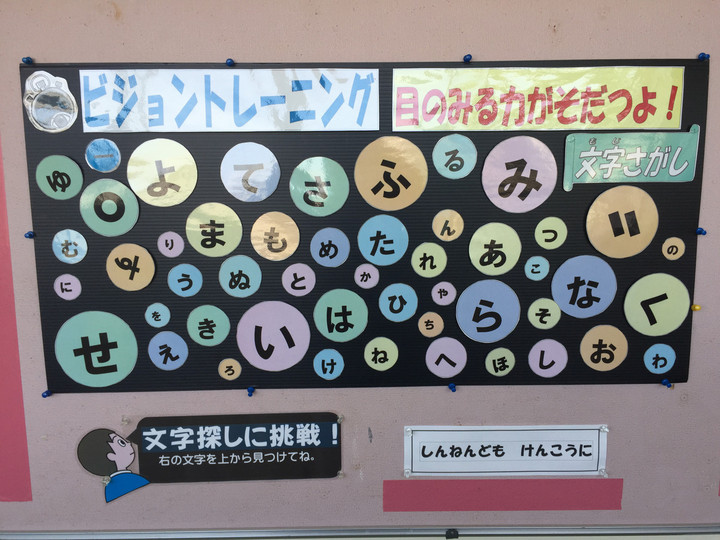 ビジョントレーニング
目のみる力がそだつよ！
文字さがし
ゆ ー よ て さ ふ る み
む ° り ま も め た ん れ あ つ " の
に す う ぬ と か ひ や ら こ な く
せ を え き ろ い は け ね ち へ ほ そ し お わ
文字探しに挑戦！
右の文字を上から見つけてね。
しんねんども　けんこうに